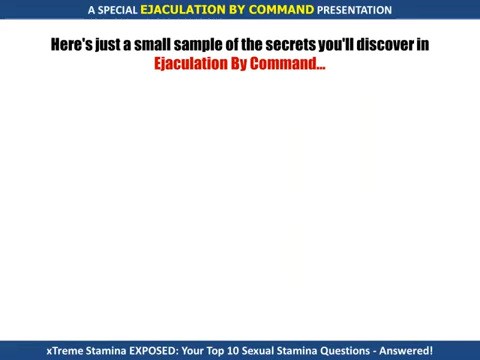 A SPECIAL EJACULATION BY COMMAND PRESENTATION
Here's just a small sample of the secrets you'll discover in
Ejaculation By Command...
xTreme Stamina EXPOSED: Your Top 10 Sexual Stamina Questions - Answered!